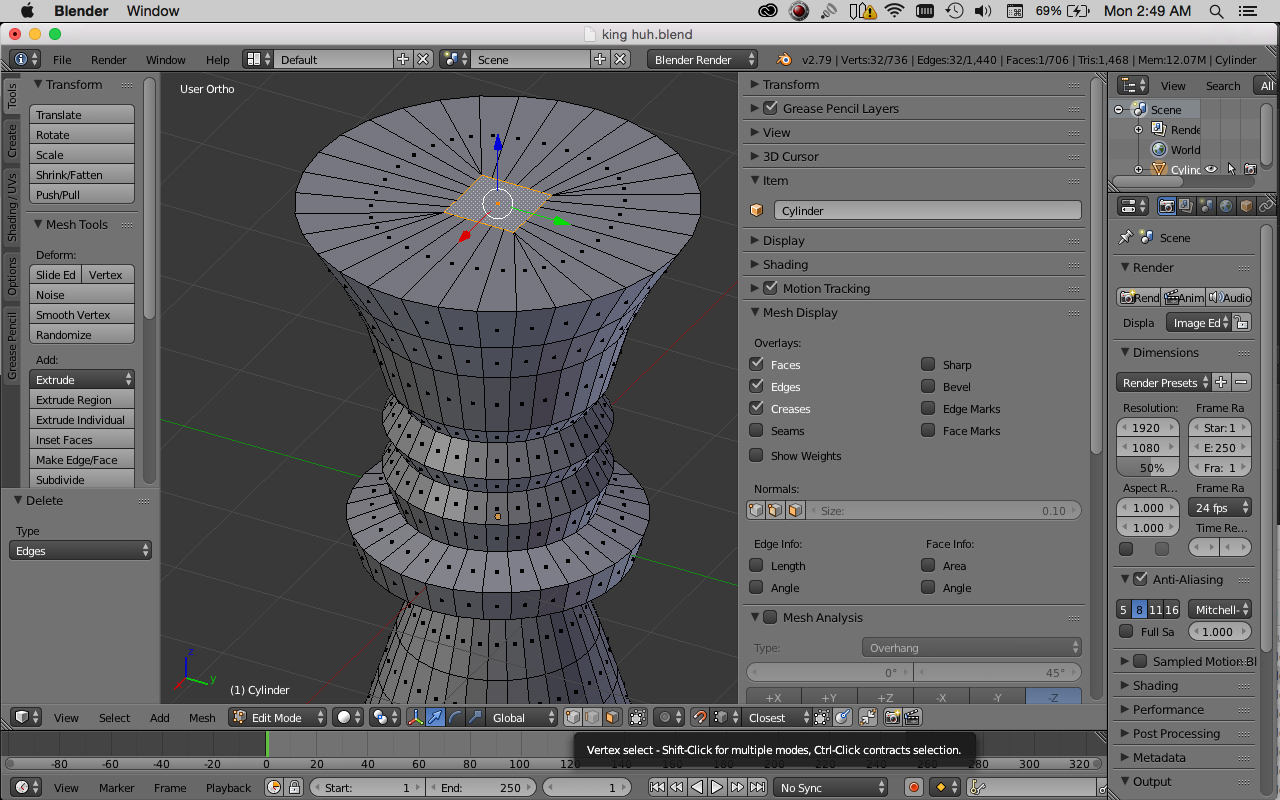 Blender Window 69% Mon 2:49 AM
king huh.blend
File Render Window Help Default Scene Blender Render v2.79 | Verts:32/736 | Edges:32/1,440 | Faces:1/706 | Tris:1,468 | Mem:12.07M | Cylinder
Tools
Create
Shading / UVs
Options
Grease Pencil
Transform
Translate
Rotate
Scale
Shrink/Fatten
Push/Pull
Mesh Tools
Deform:
Slide Ed Vertex
Noise
Smooth Vertex
Randomize
Add:
Extrude
Extrude Region
Extrude Individual
Inset Faces
Make Edge/Face
Subdivide
Delete
Type
Edges
User Ortho
z
x y
(1) Cylinder
Transform
Grease Pencil Layers
View
3D Cursor
Item
Cylinder
Display
Shading
Motion Tracking
Mesh Display
Overlays:
Faces Sharp
Edges Bevel
Creases Edge Marks
Seams Face Marks
Show Weights
Normals:
Size: 0.10
Edge Info: Face Info:
Length Area
Angle Angle
Mesh Analysis
Type: Overhang
0° 45°
+X +Y +Z -X -Y -Z
View Search All
Scene
Rende
World
Cylinc
Scene
Render
Rend Anim Audio
Displa Image Ed
Dimensions
Render Presets
Resolution: Frame Ra
1920 Star: 1
1080 E: 250
50% Fra: 1
Aspect R... Frame Ra
1.000 24 fps
1.000 Time Re...
Anti-Aliasing
5 8 11 16 Mitchell-
Full Sa 1.000
Sampled Motion Bl
Shading
Performance
Post Processing
Metadata
Output
View Select Add Mesh Edit Mode Global Closest
Vertex select - Shift-Click for multiple modes, Ctrl-Click contracts selection.
-80 -60 -40 -20 0 20 40 60 80 100 120 140 160 180 200 220 240 260 280 300 320
View Marker Frame Playback Start: 1 End: 250 1 No Sync